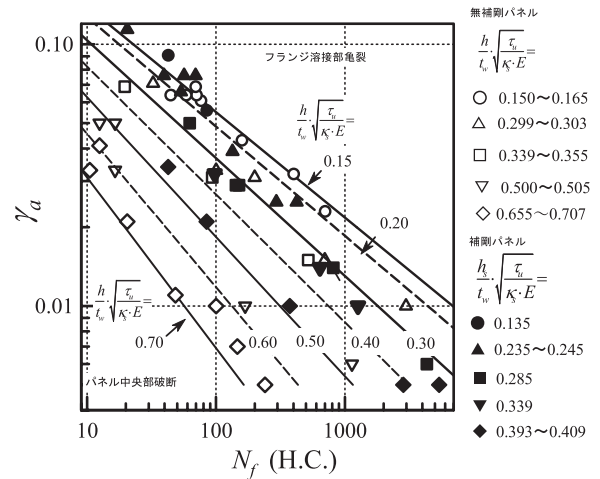 0.10
0.01
γa
フランジ溶接部亀裂
h/tw·√(τu/κs·E)=
0.15
0.20
h/tw·√(τu/κs·E)=
0.70
0.60
0.50
0.40
0.30
パネル中央部破断
10
100
1000
Nf (H.C.)
無補剛パネル
h/tw·√(τu/κs·E)=
0.150～0.165
0.299～0.303
0.339～0.355
0.500～0.505
0.655～0.707
補剛パネル
hs/tw·√(τu/κs·E)=
0.135
0.235～0.245
0.285
0.339
0.393～0.409